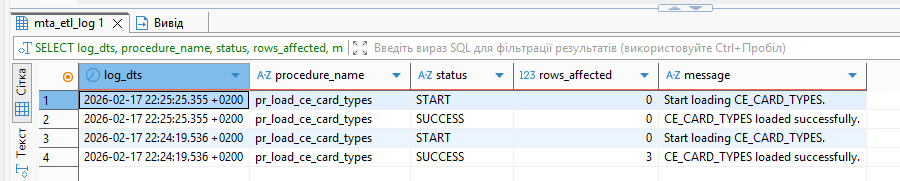 mta_etl_log 1 Вивід
SELECT log_dts, procedure_name, status, rows_affected, m Введіть вираз SQL для фільтрації результатів (використовуйте Ctrl+Пробіл)
Сітка
Текст
log_dts A-Z procedure_name A-Z status 123 rows_affected A-Z message
1 2026-02-17 22:25:25.355 +0200 pr_load_ce_card_types START 0 Start loading CE_CARD_TYPES.
2 2026-02-17 22:25:25.355 +0200 pr_load_ce_card_types SUCCESS 0 CE_CARD_TYPES loaded successfully.
3 2026-02-17 22:24:19.536 +0200 pr_load_ce_card_types START 0 Start loading CE_CARD_TYPES.
4 2026-02-17 22:24:19.536 +0200 pr_load_ce_card_types SUCCESS 3 CE_CARD_TYPES loaded successfully.